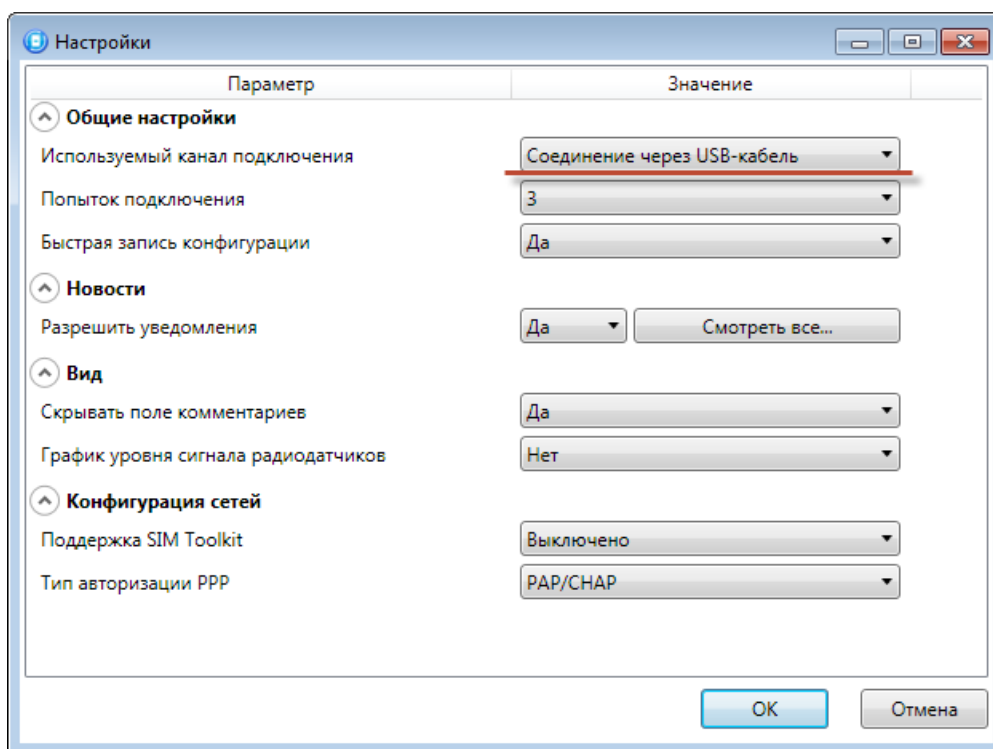 Настройки
Параметр Значение
Общие настройки
Используемый канал подключения Соединение через USB-кабель
Попыток подключения 3
Быстрая запись конфигурации Да
Новости
Разрешить уведомления Да Смотреть все...
Вид
Скрывать поле комментариев Да
График уровня сигнала радиодатчиков Нет
Конфигурация сетей
Поддержка SIM Toolkit Выключено
Тип авторизации PPP PAP/CHAP
OK Отмена